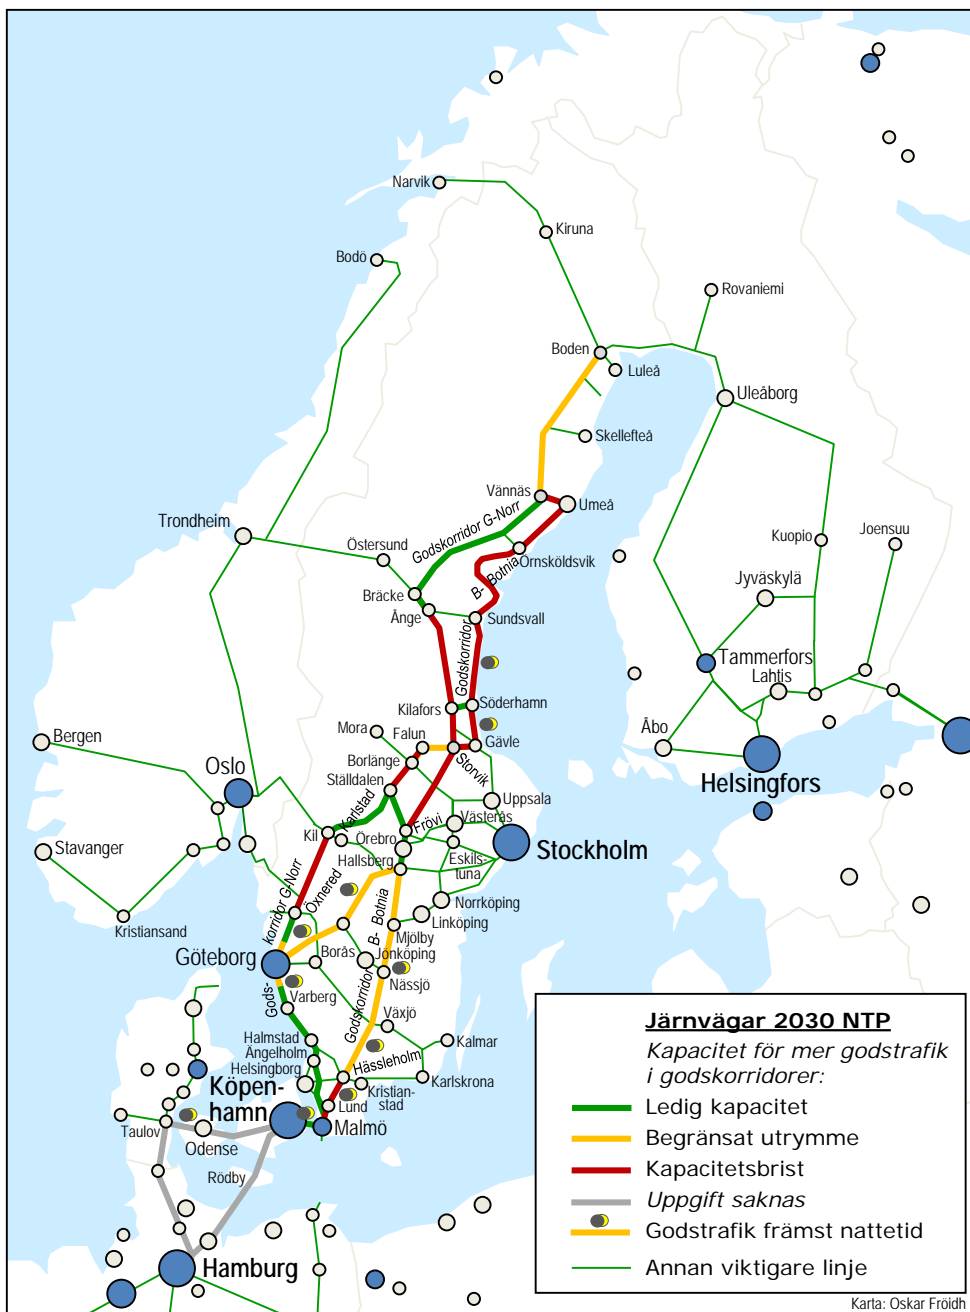 Narvik
Kiruna
Bodö
Rovaniemi
Boden
Luleå
Uleåborg
Skellefteå
Vännäs
Umeå
Godskorridor G-Norr
Trondheim
Östersund
Örnsköldsvik
Kuopio
Joensuu
B- Botnia
Bräcke
Jyväskylä
Ånge
Sundsvall
Godskorridor
Tammerfors
Lahtis
Kilafors
Söderhamn
Mora
Falun
Gävle
Åbo
Bergen
Borlänge
Storvik
Oslo
Ställdalen
Helsingfors
Karlstad
Uppsala
Frövi
Västerås
Kil
Örebro
Stavanger
Hallsberg
Eskils-
tuna
Stockholm
korridor G-Norr
Öxnered
Norrköping
Kristiansand
B- Botnia
Linköping
Mjölby
Göteborg
Borås
Jönköping
Nässjö
Gods-
Varberg
Godskorridor
Växjö
Halmstad
Kalmar
Ängelholm
Helsingborg
Hässleholm
Karlskrona
Köpen-
hamn
Kristian-
stad
Lund
Malmö
Taulov
Odense
Rödby
Hamburg
Järnvägar 2030 NTP
Kapacitet för mer godstrafik
i godskorridorer:
Ledig kapacitet
Begränsat utrymme
Kapacitetsbrist
Uppgift saknas
Godstrafik främst nattetid
Annan viktigare linje
Karta: Oskar Fröidh